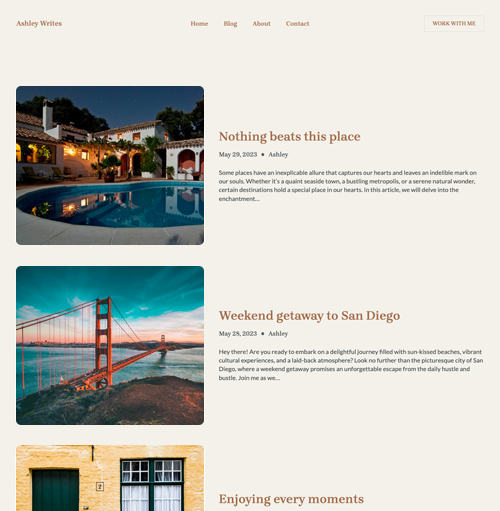 Ashley Writes
Home Blog About Contact
WORK WITH ME
Nothing beats this place
May 29, 2023 • Ashley
Some places have an inexplicable allure that captures our hearts and leaves an indelible mark on
our souls. Whether it's a quaint seaside town, a bustling metropolis, or a serene natural wonder,
certain destinations hold a special place in our hearts. In this article, we will delve into the
enchantment…
Weekend getaway to San Diego
May 28, 2023 • Ashley
Hey there! Are you ready to embark on a delightful journey filled with sun-kissed beaches, vibrant
cultural experiences, and a laid-back atmosphere? Look no further than the picturesque city of San
Diego, where a weekend getaway promises an unforgettable escape from the daily hustle and
bustle. Join me as we…
2
Enjoying every moments